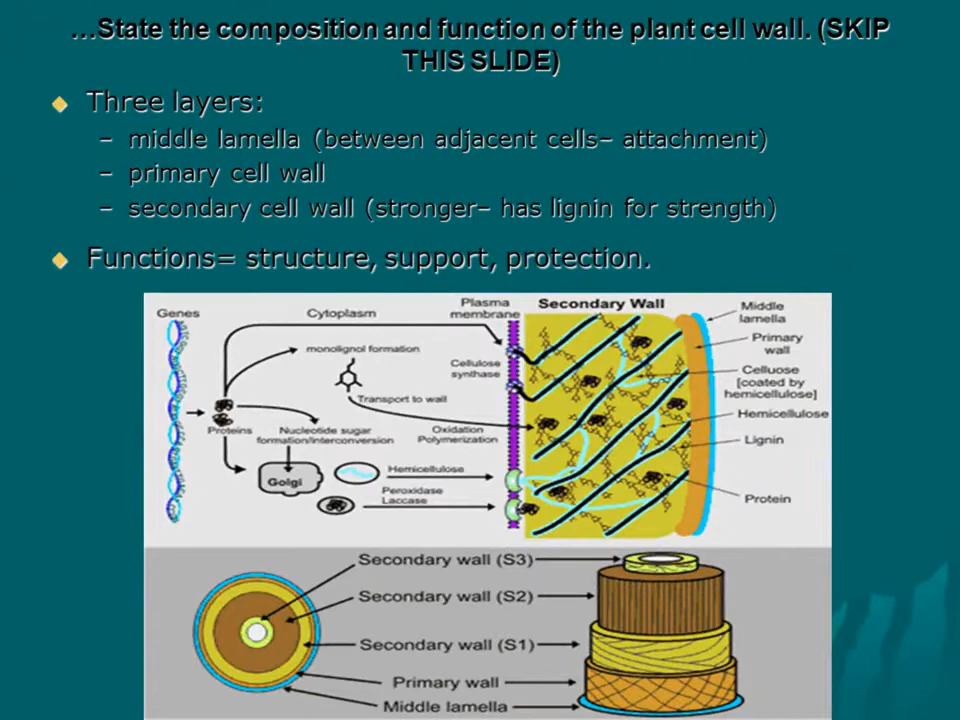 …State the composition and function of the plant cell wall. (SKIP
THIS SLIDE)
Three layers:
– middle lamella (between adjacent cells– attachment)
– primary cell wall
– secondary cell wall (stronger– has lignin for strength)
Functions= structure, support, protection.
Genes
Cytoplasm
Plasma
membrane
Secondary Wall
Middle
lamella
Primary
wall
monolignol formation
Cellulose
synthase
Celluose
[coated by
hemicellulose]
Transport to wall
Hemicellulose
Proteins
Nucleotide sugar
formation/interconversion
Oxidation
Polymerization
Lignin
Golgi
Hemicellulose
Peroxidase
Laccase
Protein
Secondary wall (S3)
Secondary wall (S2)
Secondary wall (S1)
Primary wall
Middle lamella